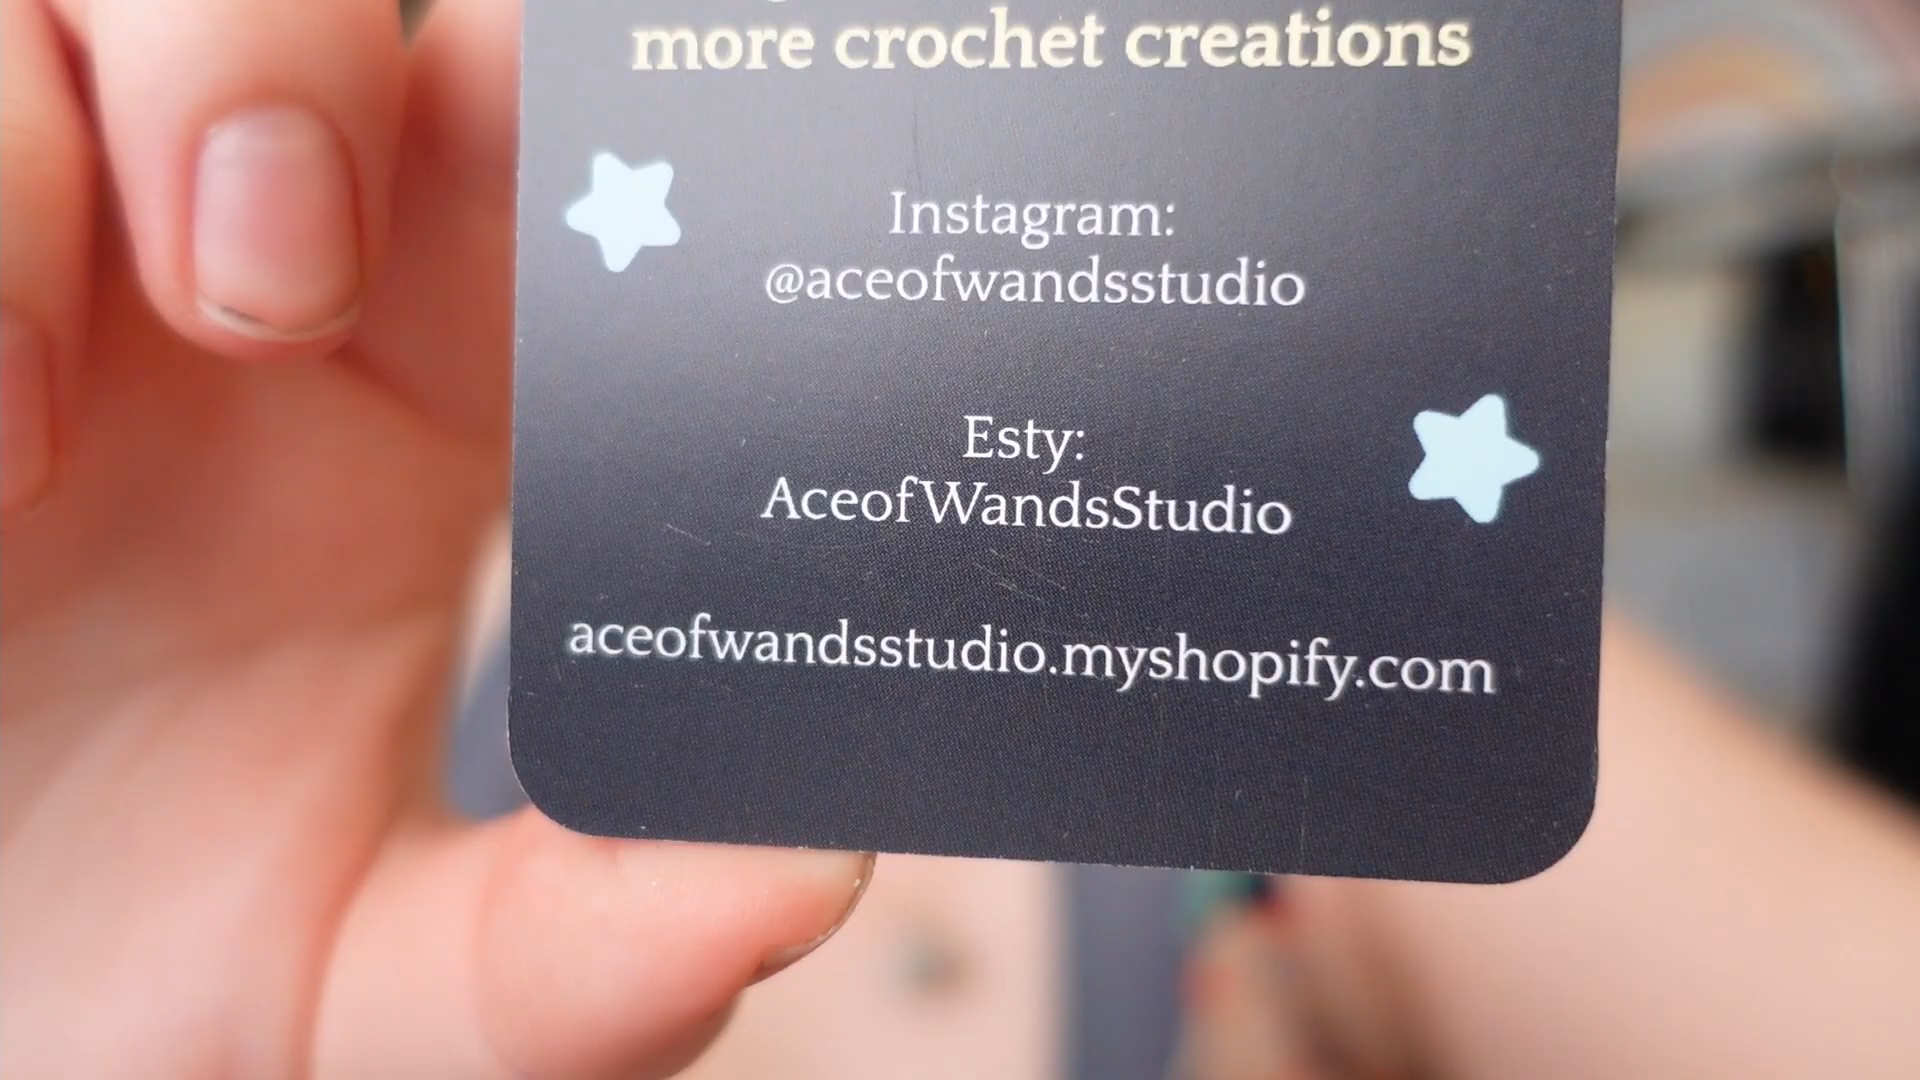 more crochet creations
Instagram:
@aceofwandsstudio
Esty:
AceofWandsStudio
aceofwandsstudio.myshopify.com